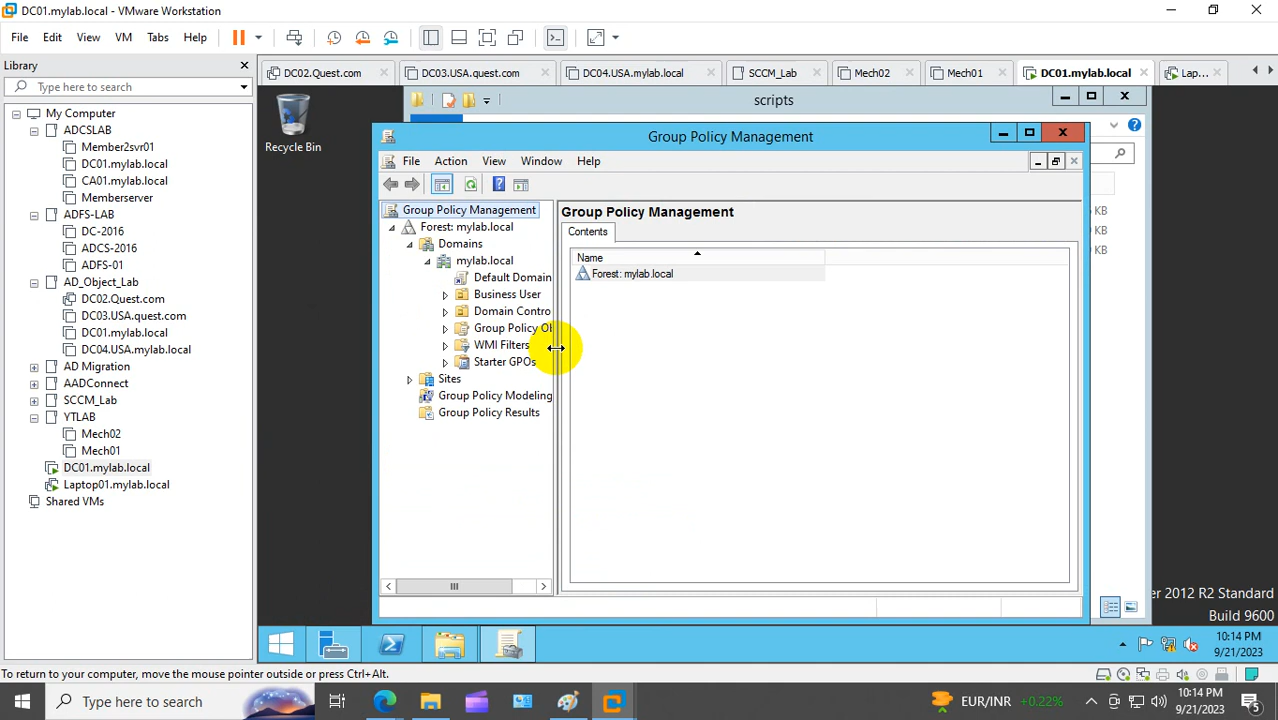 DC01.mylab.local - VMware Workstation
File Edit View VM Tabs Help
Library
Type here to search
My Computer
ADCSLAB
Member2svr01
DC01.mylab.local
CA01.mylab.local
Memberserver
ADFS-LAB
DC-2016
ADCS-2016
ADFS-01
AD_Object_Lab
DC02.Quest.com
DC03.USA.quest.com
DC01.mylab.local
DC04.USA.mylab.local
AD Migration
AADConnect
SCCM_Lab
YTLAB
Mech02
Mech01
DC01.mylab.local
Laptop01.mylab.local
Shared VMs
DC02.Quest.com DC03.USA.quest.com DC04.USA.mylab.local SCCM_Lab Mech02 Mech01 DC01.mylab.local Lap...
Recycle Bin
scripts
KB
KB
KB
Group Policy Management
File Action View Window Help
Group Policy Management
Forest: mylab.local
Domains
mylab.local
Default Domain
Business User
Domain Contro
Group Policy Ob
WMI Filters
Starter GPOs
Sites
Group Policy Modeling
Group Policy Results
Group Policy Management
Contents
Name
Forest: mylab.local
er 2012 R2 Standard
Build 9600
10:14 PM
9/21/2023
To return to your computer, move the mouse pointer outside or press Ctrl+Alt.
Type here to search
EUR/INR +0.22%
10:14 PM
9/21/2023
5